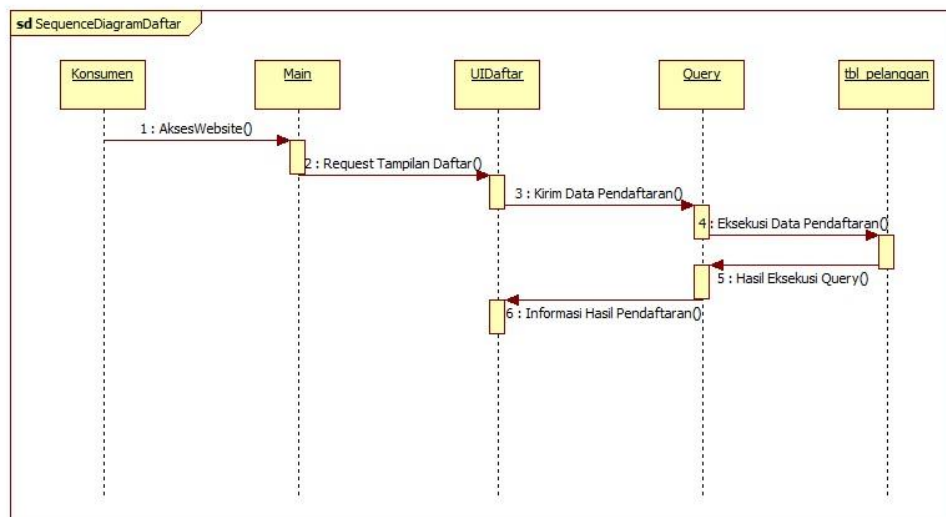 sd SequenceDiagramDaftar
Konsumen
Main
UIDaftar
Query
tbl_pelanggan
1 : AksesWebsite()
2 : Request Tampilan Daftar()
3 : Kirim Data Pendaftaran()
4 : Eksekusi Data Pendaftaran()
5 : Hasil Eksekusi Query()
6 : Informasi Hasil Pendaftaran()